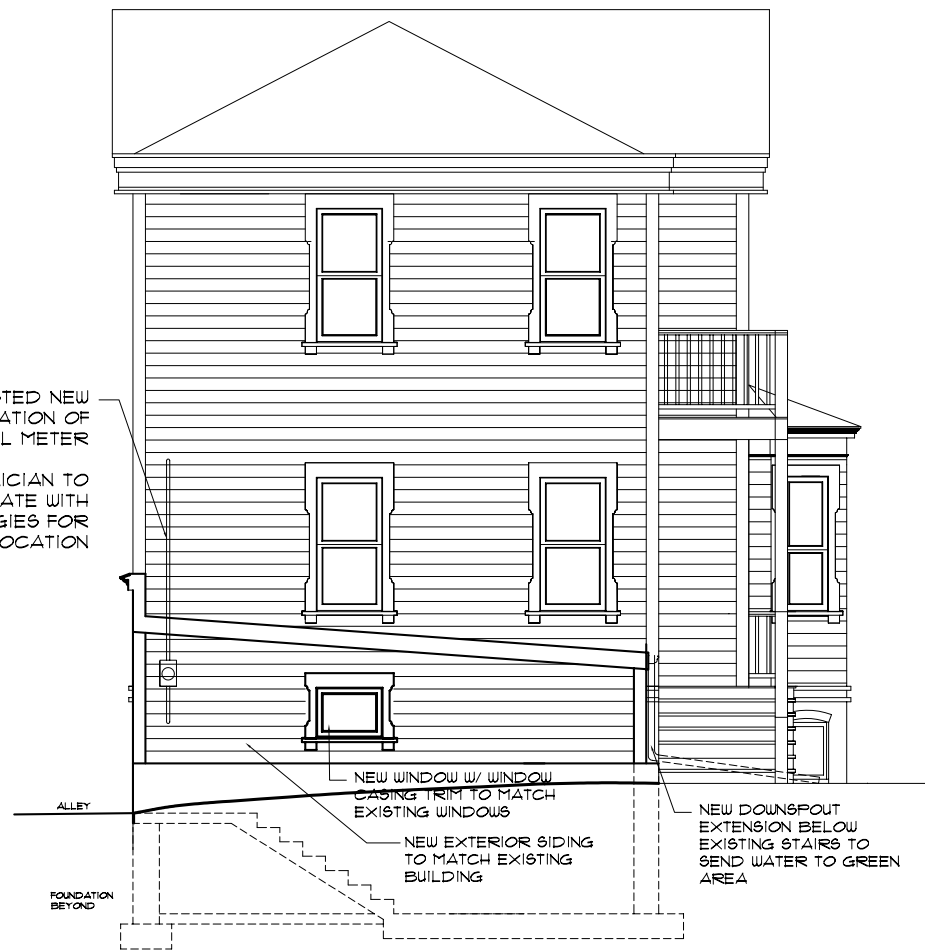 TED NEW
ATION OF
L METER
ICIAN TO
ATE WITH
GIES FOR
OCATION
NEW WINDOW W/ WINDOW
CASING TRIM TO MATCH
EXISTING WINDOWS
ALLEY
NEW EXTERIOR SIDING
TO MATCH EXISTING
BUILDING
NEW DOWNSPOUT
EXTENSION BELOW
EXISTING STAIRS TO
SEND WATER TO GREEN
AREA
FOUNDATION
BEYOND